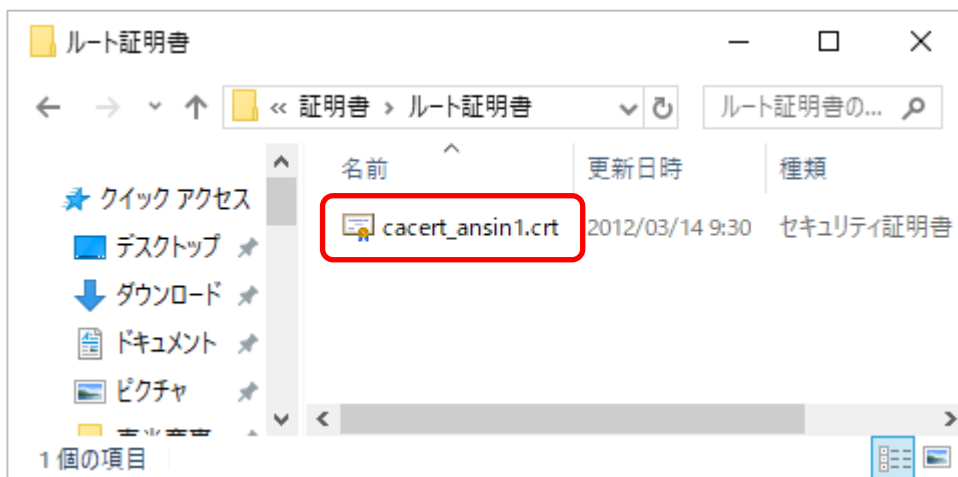 ルート証明書
« 証明書 › ルート証明書
ルート証明書の...
名前
更新日時
種類
クイック アクセス
デスクトップ
ダウンロード
ドキュメント
ピクチャ
cacert_ansin1.crt
2012/03/14 9:30
セキュリティ証明書
1 個の項目